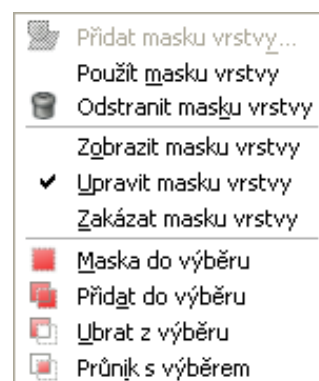 Přidat masku vrstvy...
Použít masku vrstvy
Odstranit masku vrstvy
Zobrazit masku vrstvy
Upravit masku vrstvy
Zakázat masku vrstvy
Maska do výběru
Přidat do výběru
Ubrat z výběru
Průnik s výběrem